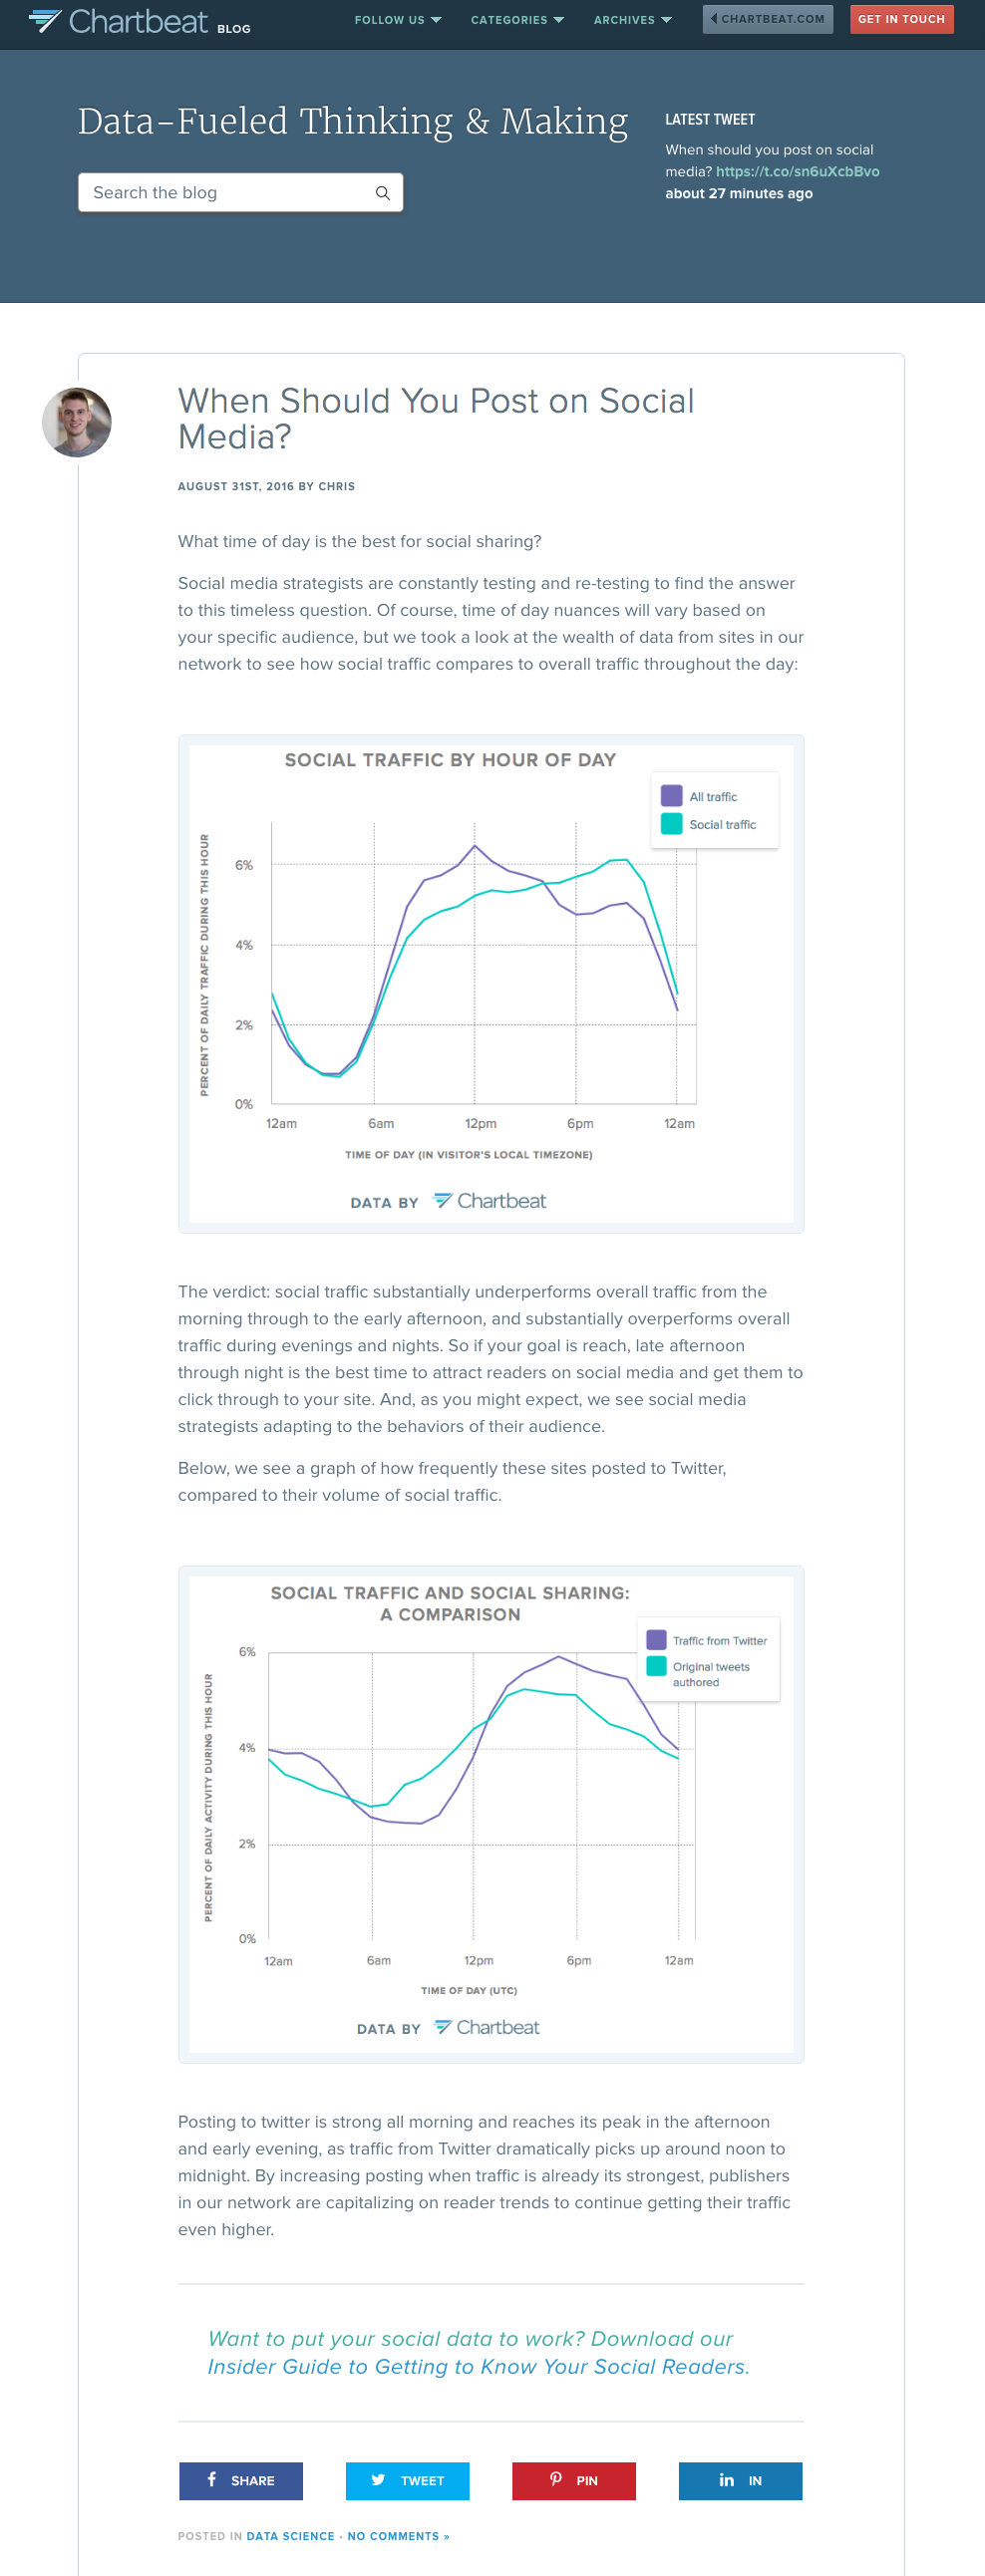 Chartbeat BLOG
FOLLOW US
CATEGORIES
ARCHIVES
CHARTBEAT.COM
GET IN TOUCH
Data-Fueled Thinking & Making
Search the blog
LATEST TWEET
When should you post on social
media? https://t.co/sn6uXcbBvo
about 27 minutes ago
When Should You Post on Social
Media?
AUGUST 31ST, 2016 BY CHRIS
What time of day is the best for social sharing?
Social media strategists are constantly testing and re-testing to find the answer
to this timeless question. Of course, time of day nuances will vary based on
your specific audience, but we took a look at the wealth of data from sites in our
network to see how social traffic compares to overall traffic throughout the day:
SOCIAL TRAFFIC BY HOUR OF DAY
All traffic
Social traffic
PERCENT OF DAILY TRAFFIC DURING THIS HOUR
6%
4%
2%
0%
12am
6am
12pm
6pm
12am
TIME OF DAY (IN VISITOR'S LOCAL TIMEZONE)
DATA BY Chartbeat
The verdict: social traffic substantially underperforms overall traffic from the
morning through to the early afternoon, and substantially overperforms overall
traffic during evenings and nights. So if your goal is reach, late afternoon
through night is the best time to attract readers on social media and get them to
click through to your site. And, as you might expect, we see social media
strategists adapting to the behaviors of their audience.
Below, we see a graph of how frequently these sites posted to Twitter,
compared to their volume of social traffic.
SOCIAL TRAFFIC AND SOCIAL SHARING:
A COMPARISON
Traffic from Twitter
Original tweets
authored
PERCENT OF DAILY ACTIVITY DURING THIS HOUR
6%
4%
2%
0%
12am
6am
12pm
6pm
12am
TIME OF DAY (UTC)
DATA BY Chartbeat
Posting to twitter is strong all morning and reaches its peak in the afternoon
and early evening, as traffic from Twitter dramatically picks up around noon to
midnight. By increasing posting when traffic is already its strongest, publishers
in our network are capitalizing on reader trends to continue getting their traffic
even higher.
Want to put your social data to work? Download our
Insider Guide to Getting to Know Your Social Readers.
SHARE
TWEET
PIN
IN
POSTED IN DATA SCIENCE • NO COMMENTS »